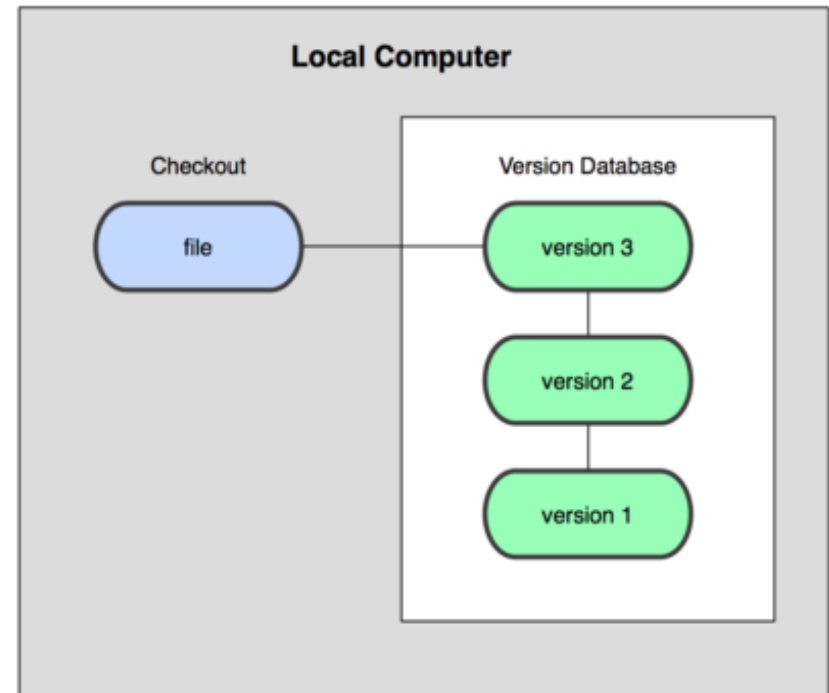 Local Computer
Checkout
Version Database
file
version 3
version 2
version 1